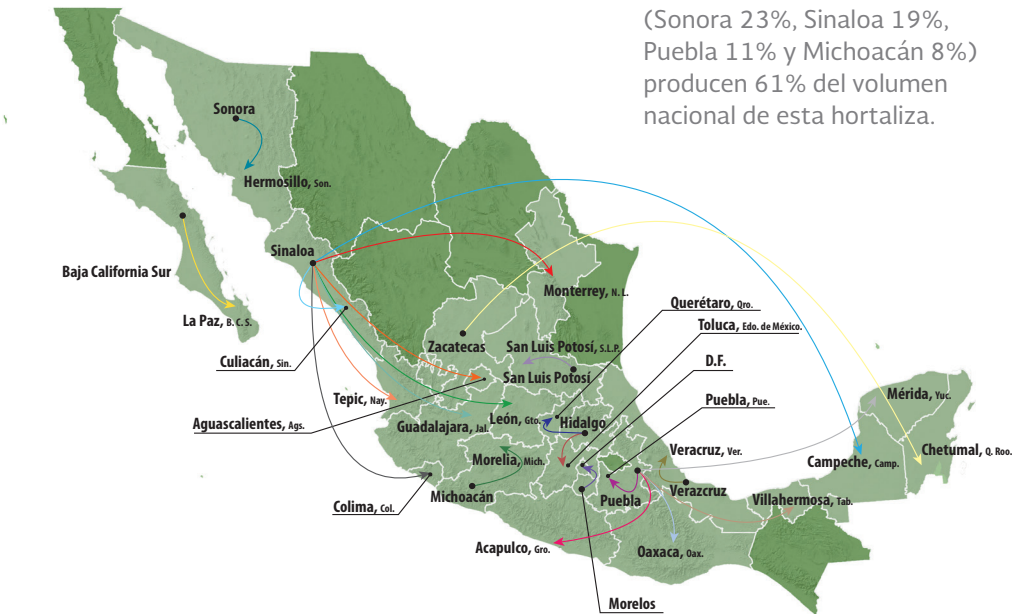 (Sonora 23%, Sinaloa 19%,
Puebla 11% y Michoacán 8%)
producen 61% del volumen
nacional de esta hortaliza.
Sonora
Hermosillo, Son.
Sinaloa
Baja California Sur
Monterrey, N. L.
Querétaro, Qro.
La Paz, B. C. S.
Toluca, Edo. de México.
Zacatecas
San Luis Potosí, S.L.P.
Culiacán, Sin.
D.F.
San Luis Potosí
Mérida, Yuc.
Tepic, Nay.
Puebla, Pue.
Aguascalientes, Ags.
León, Gto.
Hidalgo
Guadalajara, Jal.
Veracruz, Ver.
Chetumal, Q. Roo.
Morelia, Mich.
Campeche, Camp.
Michoacán
Puebla
Verazcruz
Villahermosa, Tab.
Colima, Col.
Acapulco, Gro.
Oaxaca, Oax.
Morelos